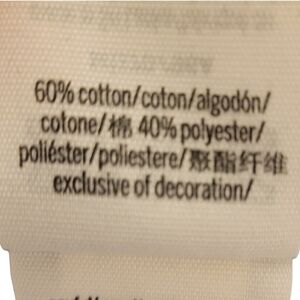 60% cotton/coton/algodón/
cotone/棉 40% polyester/
poliéster/poliestere/聚酯纤维
exclusive of decoration/